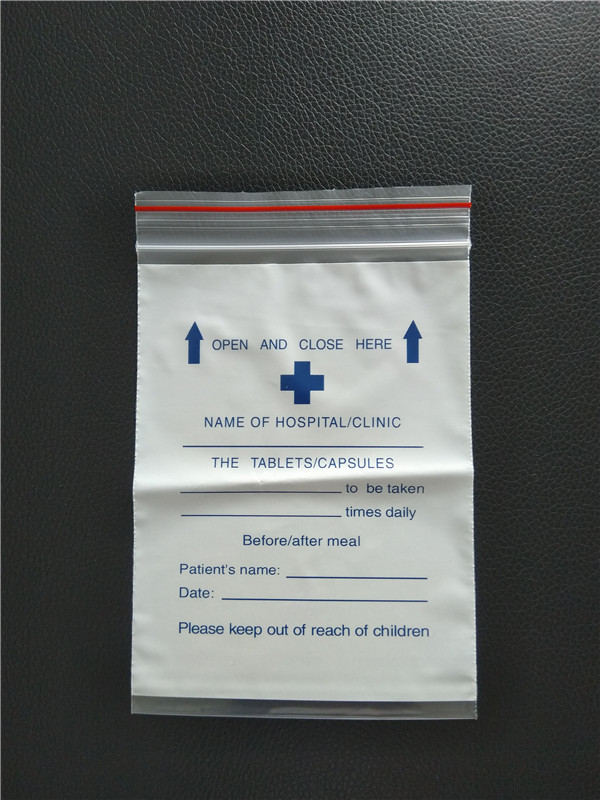 OPEN AND CLOSE HERE
NAME OF HOSPITAL/CLINIC
THE TABLETS/CAPSULES
to be taken
times daily
Before/after meal
Patient's name:
Date:
Please keep out of reach of children